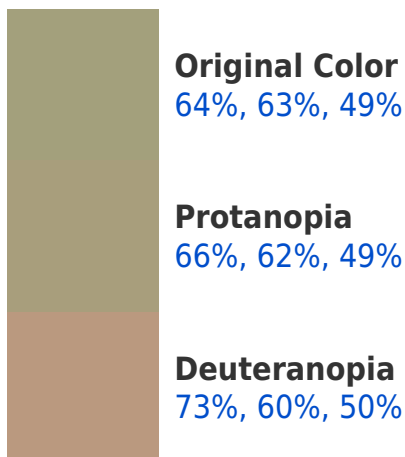 Original Color
64%, 63%, 49%
Protanopia
66%, 62%, 49%
Deuteranopia
73%, 60%, 50%